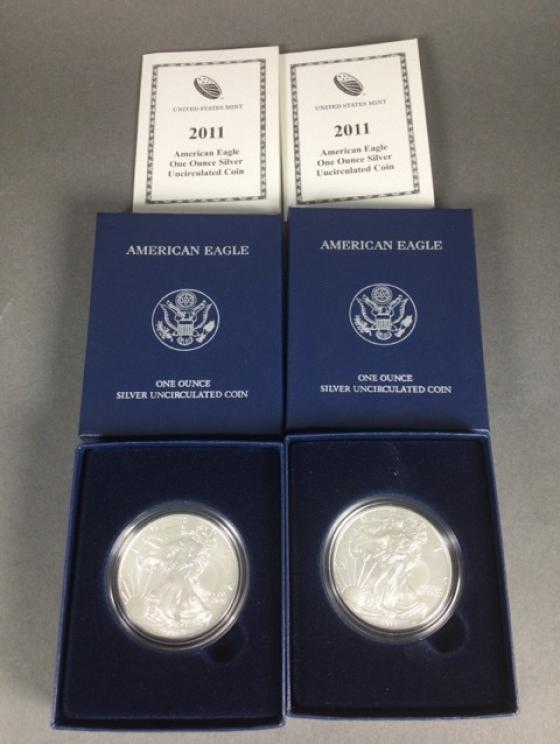 UNITED STATES MINT
2011
American Eagle
One Ounce Silver
Uncirculated Coin
UNITED STATES MINT
2011
American Eagle
One Ounce Silver
Uncirculated Coin
AMERICAN EAGLE
ONE OUNCE
SILVER UNCIRCULATED COIN
AMERICAN EAGLE
ONE OUNCE
SILVER UNCIRCULATED COIN